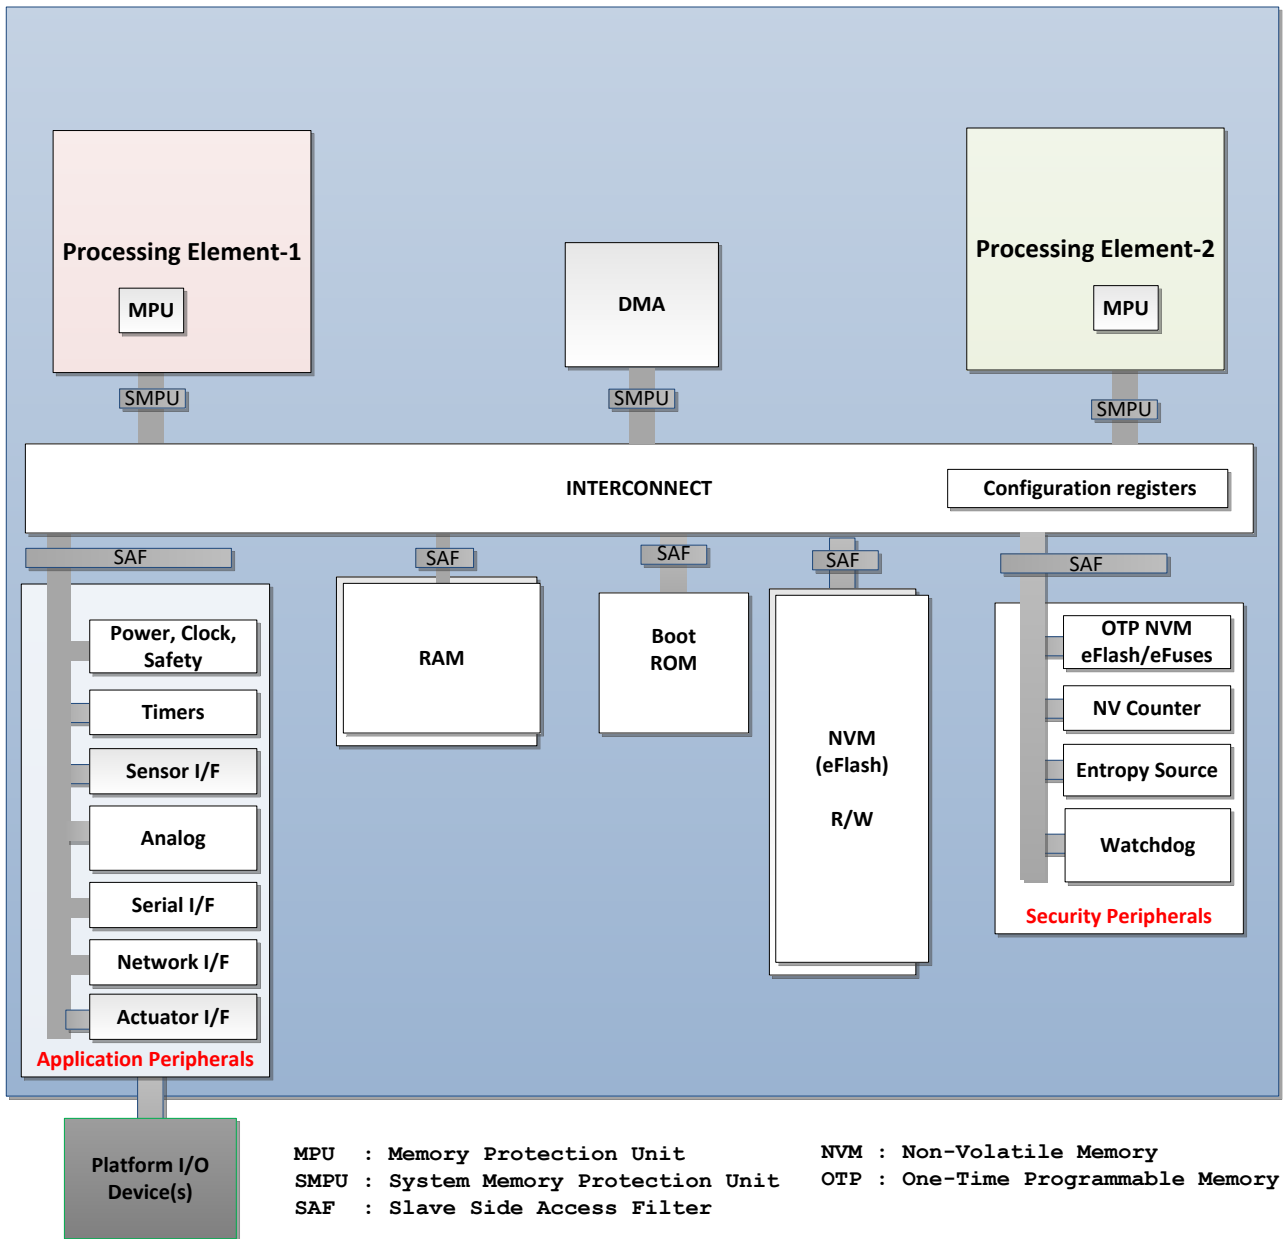 Processing Element-1
MPU
DMA
Processing Element-2
MPU
SMPU
SMPU
SMPU
INTERCONNECT
Configuration registers
SAF
SAF
SAF
SAF
SAF
Power, Clock,
Safety
Timers
Sensor I/F
Analog
Serial I/F
Network I/F
Actuator I/F
Application Peripherals
RAM
Boot
ROM
NVM
(eFlash)
R/W
OTP NVM
eFlash/eFuses
NV Counter
Entropy Source
Watchdog
Security Peripherals
Platform I/O
Device(s)
MPU : Memory Protection Unit
SMPU : System Memory Protection Unit
SAF : Slave Side Access Filter
NVM : Non-Volatile Memory
OTP : One-Time Programmable Memory